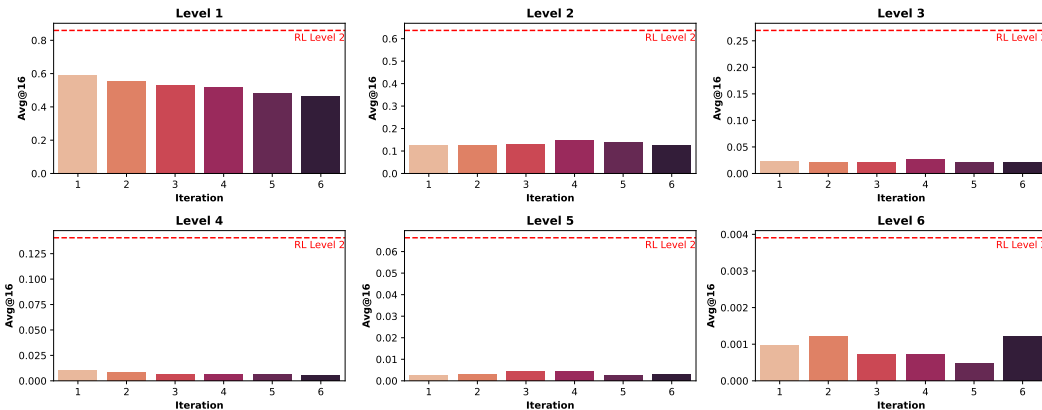 Level 1
Avg@16
0.8
0.6
0.4
0.2
0.0
RL Level 2
1 2 3 4 5 6
Iteration
Level 2
Avg@16
0.6
0.5
0.4
0.3
0.2
0.1
0.0
RL Level 2
1 2 3 4 5 6
Iteration
Level 3
Avg@16
0.25
0.20
0.15
0.10
0.05
0.00
RL Level
1 2 3 4 5 6
Iteration
Level 4
Avg@16
0.125
0.100
0.075
0.050
0.025
0.000
RL Level 2
1 2 3 4 5 6
Iteration
Level 5
Avg@16
0.06
0.05
0.04
0.03
0.02
0.01
0.00
RL Level 2
1 2 3 4 5 6
Iteration
Level 6
Avg@16
0.004
0.003
0.002
0.001
0.000
RL Level
1 2 3 4 5 6
Iteration